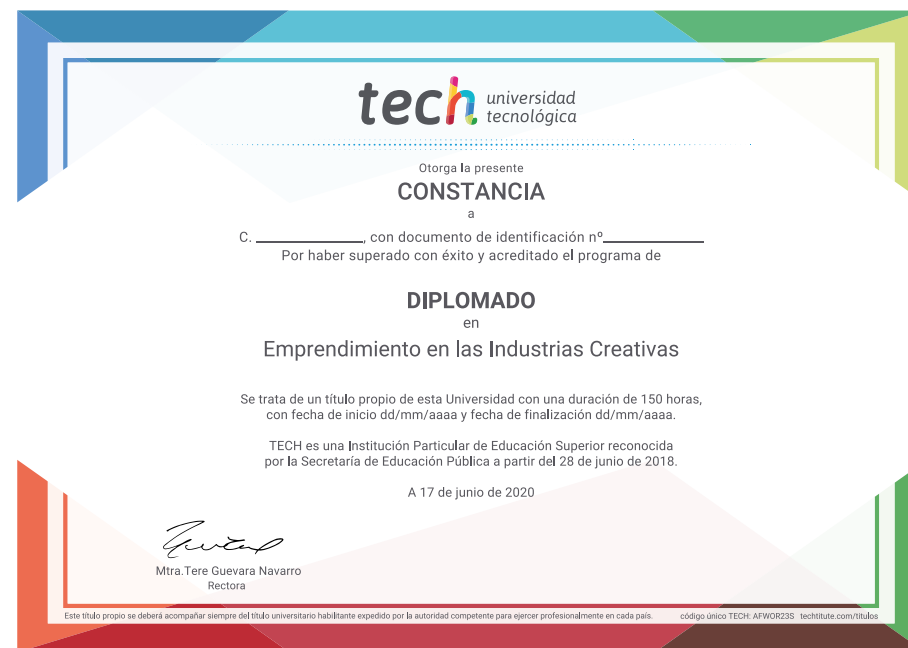 tech universidad
tecnológica
Otorga la presente
CONSTANCIA
a
C. ____________, con documento de identificación nº____________
Por haber superado con éxito y acreditado el programa de
DIPLOMADO
en
Emprendimiento en las Industrias Creativas
Se trata de un título propio de esta Universidad con una duración de 150 horas,
con fecha de inicio dd/mm/aaaa y fecha de finalización dd/mm/aaaa.
TECH es una Institución Particular de Educación Superior reconocida
por la Secretaría de Educación Pública a partir del 28 de junio de 2018.
A 17 de junio de 2020
Mtra.Tere Guevara Navarro
Rectora
Este título propio se deberá acompañar siempre del título universitario habilitante expedido por la autoridad competente para ejercer profesionalmente en cada país. código único TECH: AFWOR23S techtitute.com/titulos